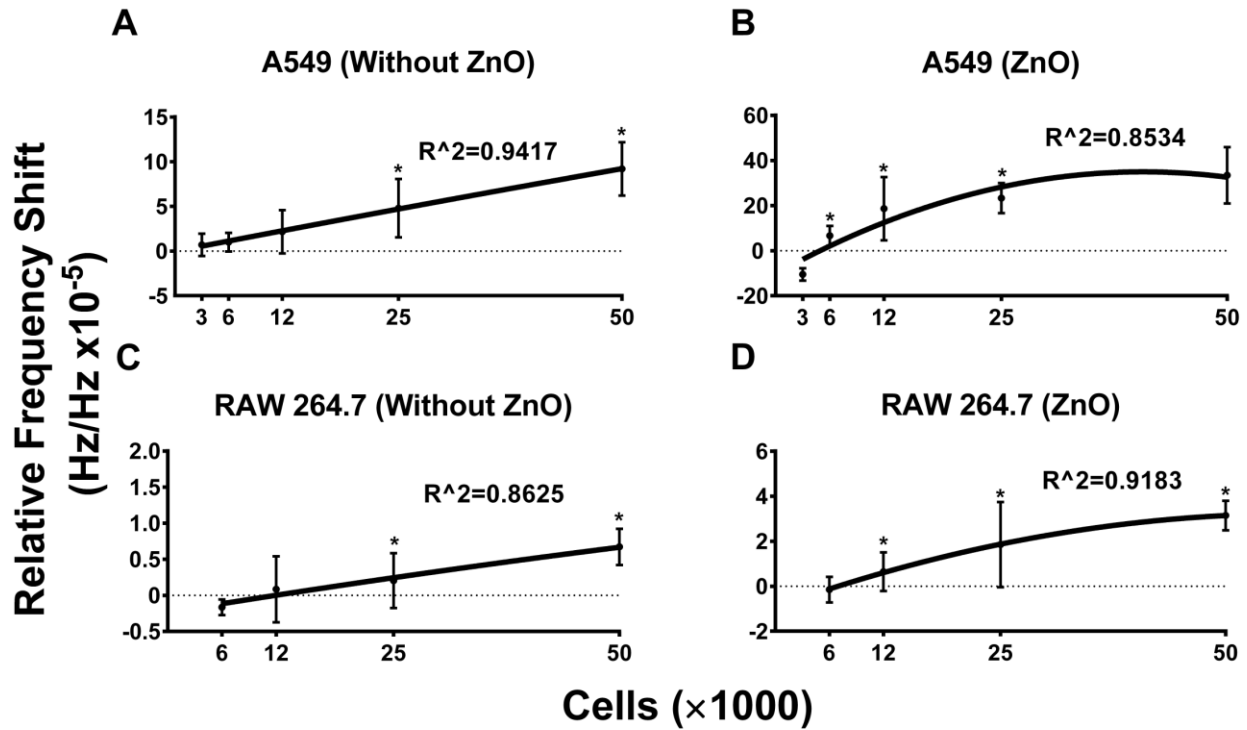 A
A549 (Without ZnO)
R^2=0.9417
*
*
15
10
5
0
-5
3 6 12 25 50
B
A549 (ZnO)
R^2=0.8534
*
*
*
60
40
20
0
-20
3 6 12 25 50
Relative Frequency Shift
(Hz/Hz x10^-5)
C
RAW 264.7 (Without ZnO)
R^2=0.8625
*
*
2.0
1.5
1.0
0.5
0
-0.5
6 12 25 50
D
RAW 264.7 (ZnO)
R^2=0.9183
*
*
*
6
4
2
0
-2
6 12 25 50
Cells (×1000)